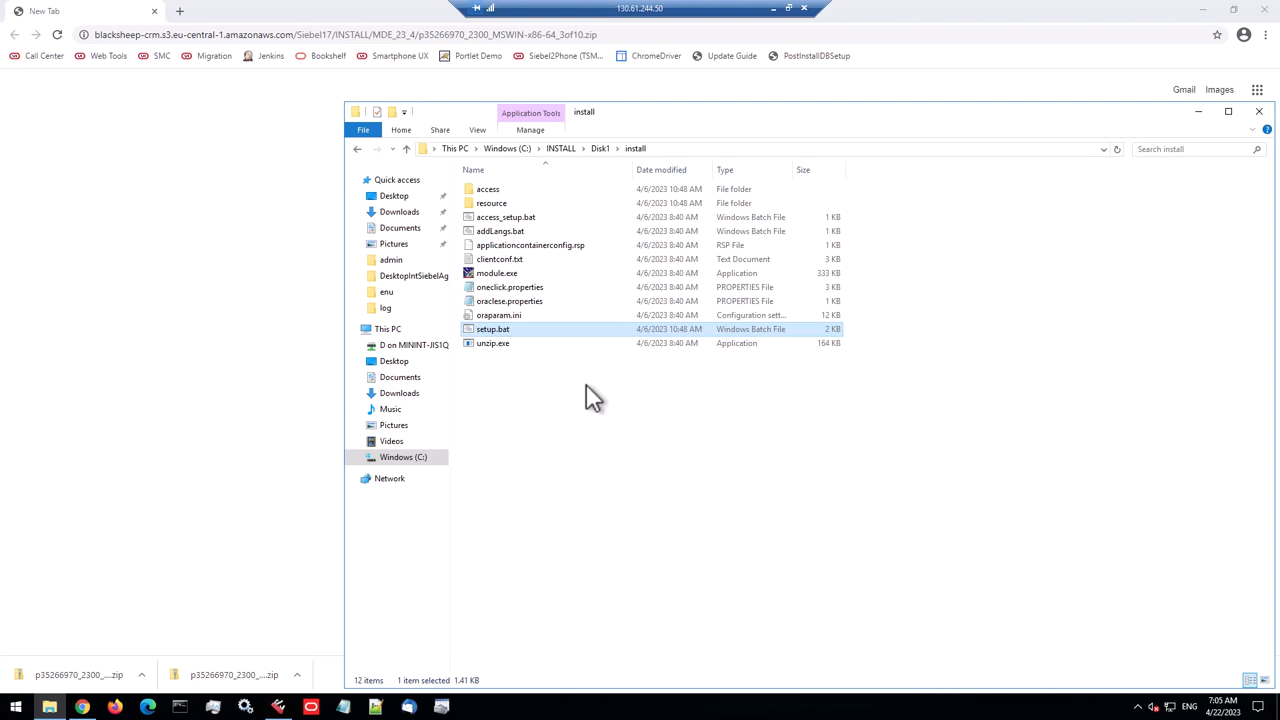 New Tab
130.61.244.50
blacksheep-crm.s3.eu-central-1.amazonaws.com/Siebel17/INSTALL/MDE_23_4/p35266970_2300_MSWIN-x86-64_3of10.zip
Call Center Web Tools SMC Migration Jenkins Bookshelf Smartphone UX Portlet Demo Siebel2Phone (TSM... ChromeDriver Update Guide PostInstallDBSetup
Gmail Images
Application Tools install
File Home Share View Manage
This PC Windows (C:) INSTALL Disk1 install Search install
Name Date modified Type Size
Quick access
Desktop
Downloads
Documents
Pictures
admin
DesktopIntSiebelAg
enu
log
This PC
D on MININT-JIS1Q
Desktop
Documents
Downloads
Music
Pictures
Videos
Windows (C:)
Network
access 4/6/2023 10:48 AM File folder
resource 4/6/2023 10:48 AM File folder
access_setup.bat 4/6/2023 8:40 AM Windows Batch File 1 KB
addLangs.bat 4/6/2023 8:40 AM Windows Batch File 1 KB
applicationcontainerconfig.rsp 4/6/2023 8:40 AM RSP File 1 KB
clientconf.txt 4/6/2023 8:40 AM Text Document 3 KB
module.exe 4/6/2023 8:40 AM Application 333 KB
oneclick.properties 4/6/2023 8:40 AM PROPERTIES File 3 KB
oraclese.properties 4/6/2023 8:40 AM PROPERTIES File 1 KB
oraparam.ini 4/6/2023 8:40 AM Configuration sett... 12 KB
setup.bat 4/6/2023 10:48 AM Windows Batch File 2 KB
unzip.exe 4/6/2023 8:40 AM Application 164 KB
p35266970_2300_....zip p35266970_2300_....zip
12 items 1 item selected 1.41 KB
ENG 7:05 AM
4/22/2023